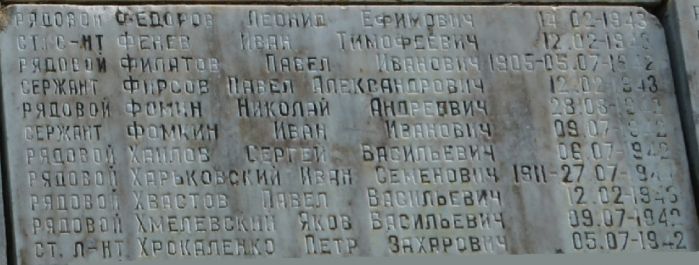 РЯДОВОЙ ФЕДОРОВ ЛЕОНИД ЕФИМОВИЧ 14.02-1943
СТ.С-НТ ФЕНЕВ ИВАН ТИМОФЕЕВИЧ 12.02-1943
РЯДОВОЙ ФИЛАТОВ ПАВЕЛ ИВАНОВИЧ 1905-05.07-1942
СЕРЖАНТ ФИРСОВ ПАВЕЛ АЛЕКСАНДРОВИЧ 12.02-1943
РЯДОВОЙ ФОМИН НИКОЛАЙ АНДРЕЕВИЧ
СЕРЖАНТ ФОМКИН ИВАН ИВАНОВИЧ 09.07-1942
РЯДОВОЙ ХАИЛОВ СЕРГЕЙ ВАСИЛЬЕВИЧ 06.07-1942
РЯДОВОЙ ХАРЬКОВСКИЙ ИВАН СЕМЕНОВИЧ 1911-27.07-1942
РЯДОВОЙ ХВАСТОВ ПАВЕЛ ВАСИЛЬЕВИЧ 12.02-1943
РЯДОВОЙ ХМЕЛЕВСКИЙ ЯКОВ ВАСИЛЬЕВИЧ 09.07-1942
СТ. Л-НТ ХРОКАЛЕНКО ПЕТР ЗАХАРОВИЧ 05.07-1942